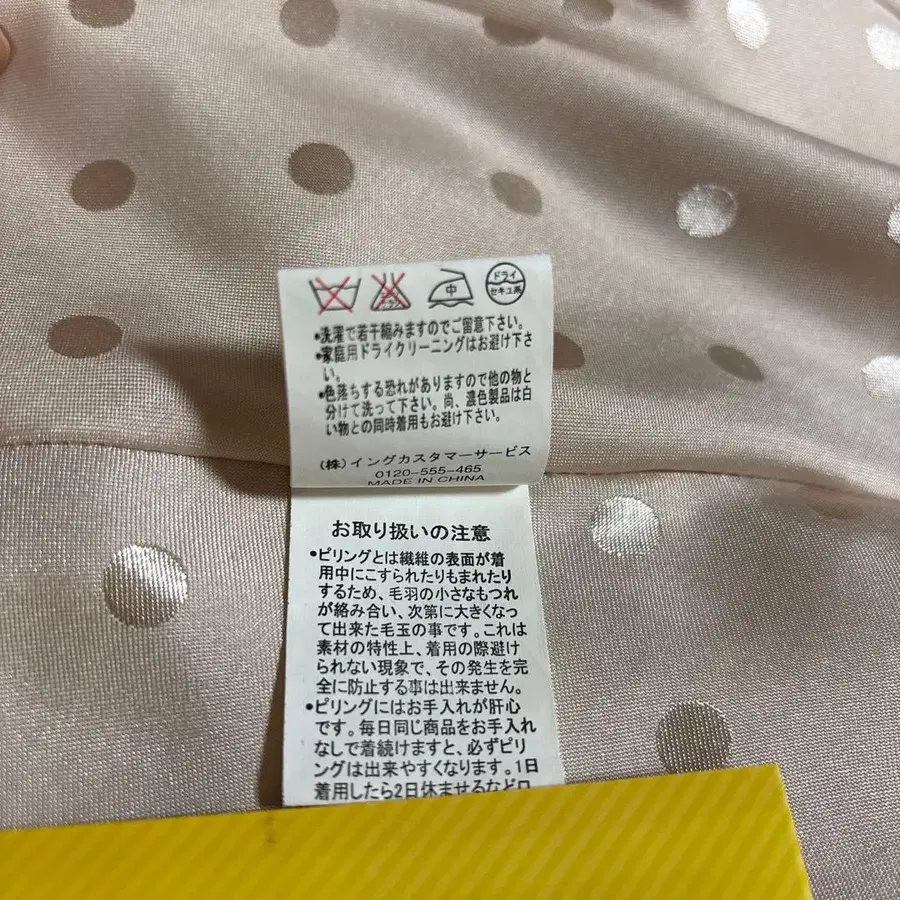 中
ドライ
セキユ系
•洗濯で若干縮みますのでご留意下さい。
•家庭用ドライクリーニングはお避け下さ
い。
•色落ちする恐れがありますので他の物と
分けて洗って下さい。尚、濃色製品は白
い物との同時着用もお避け下さい。
(株)イングカスタマーサービス
0120-555-465
MADE IN CHINA
お取り扱いの注意
•ピリングとは繊維の表面が着
用中にこすられたりもまれたり
するため、毛羽の小さなもつれ
が絡み合い、次第に大きくなっ
て出来た毛玉の事です。これは
素材の特性上、着用の際避け
られない現象で、その発生を完
全に防止する事は出来ません。
•ピリングにはお手入れが肝心
です。毎日同じ商品をお手入れ
なしで着続けますと、必ずピリ
ングは出来やすくなります。1日
着用したら2日休ませるなど